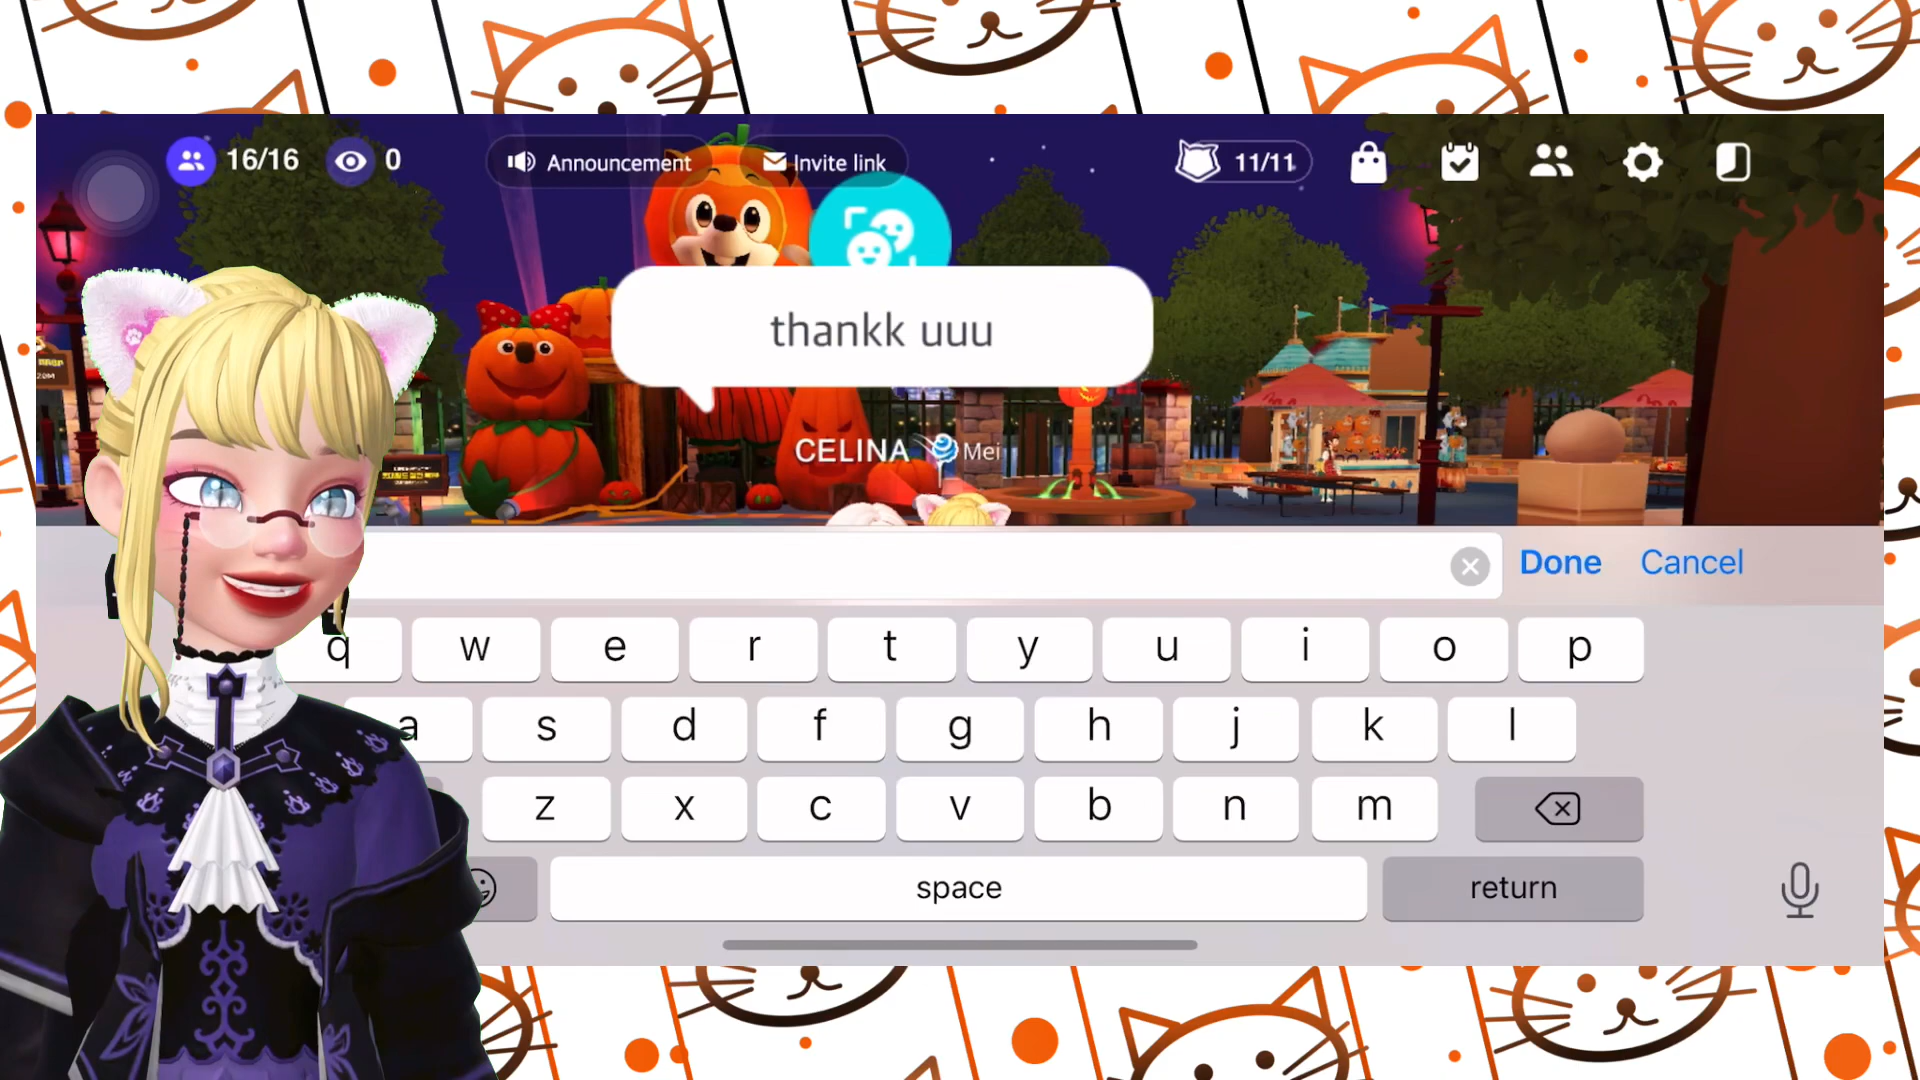 16/16
0
Announcement
Invite link
11/11
thankk uuu
CELINA
Mei
Done
Cancel
q w e r t y u i o p
a s d f g h j k l
z x c v b n m
space
return